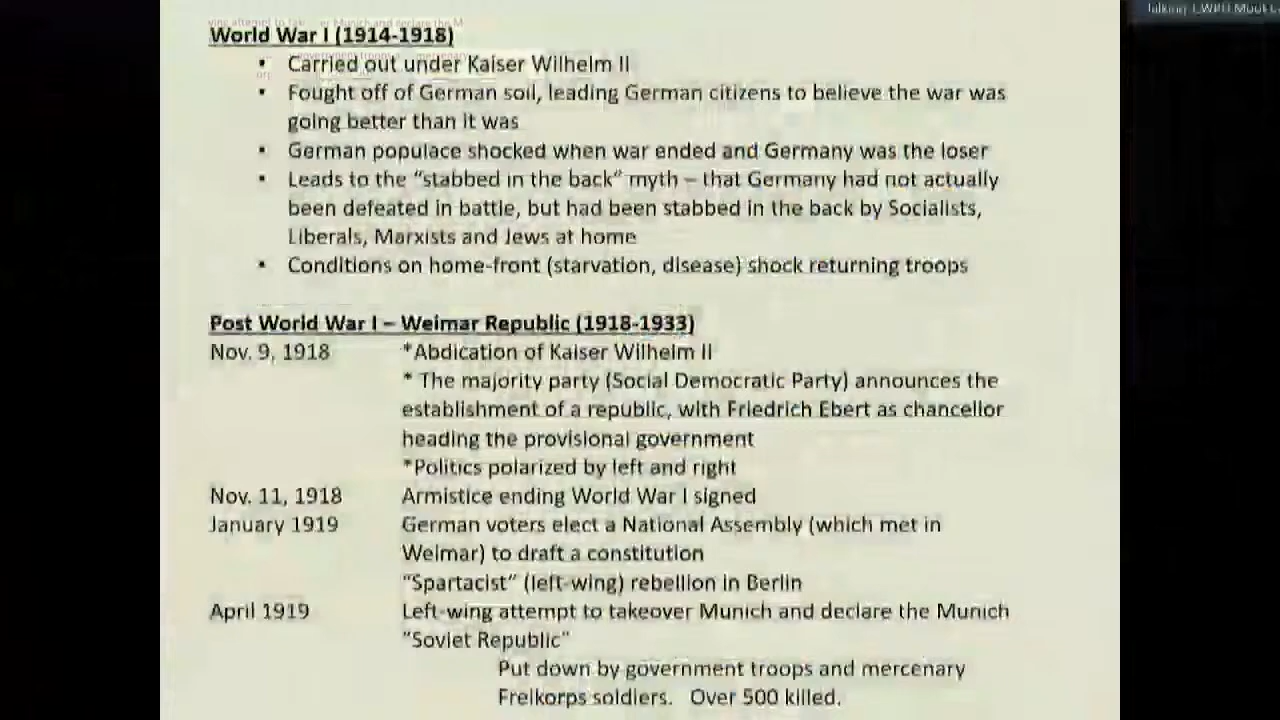 World War I (1914-1918)
• Carried out under Kaiser Wilhelm II
• Fought off of German soil, leading German citizens to believe the war was
going better than it was
• German populace shocked when war ended and Germany was the loser
• Leads to the “stabbed in the back” myth – that Germany had not actually
been defeated in battle, but had been stabbed in the back by Socialists,
Liberals, Marxists and Jews at home
• Conditions on home-front (starvation, disease) shock returning troops
Post World War I – Weimar Republic (1918-1933)
Nov. 9, 1918 *Abdication of Kaiser Wilhelm II
* The majority party (Social Democratic Party) announces the
establishment of a republic, with Friedrich Ebert as chancellor
heading the provisional government
*Politics polarized by left and right
Nov. 11, 1918 Armistice ending World War I signed
January 1919 German voters elect a National Assembly (which met in
Weimar) to draft a constitution
“Spartacist” (left-wing) rebellion in Berlin
April 1919 Left-wing attempt to takeover Munich and declare the Munich
“Soviet Republic”
Put down by government troops and mercenary
Freikorps soldiers. Over 500 killed.